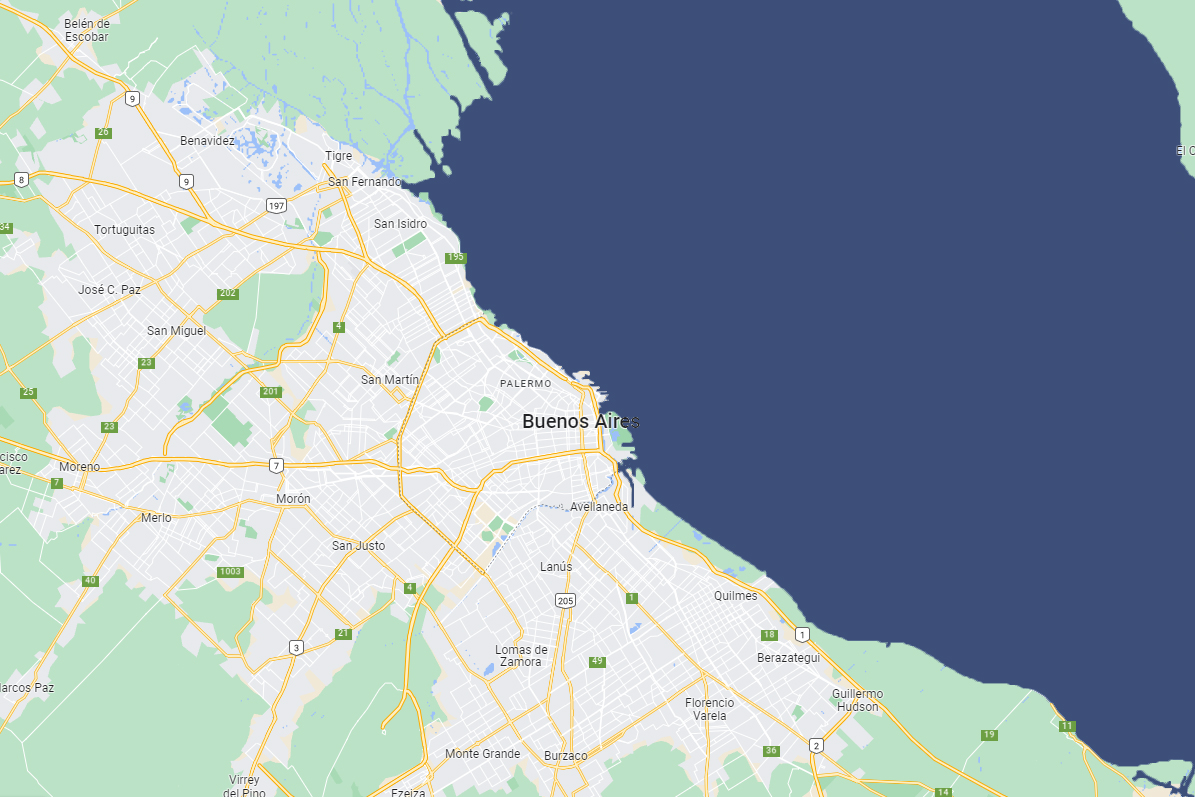 Belén de
Escobar
9
26
Benavidez
Tigre
8
9
San Fernando
197
34
Tortuguitas
San Isidro
195
José C. Paz
202
San Miguel
4
23
San Martín
PALERMO
25
201
Buenos Aires
23
cisco
arez
Moreno
7
7
Morón
Merlo
Avellaneda
San Justo
Lanús
1003
40
4
205
1
Quilmes
21
18
1
3
Lomas de
Zamora
49
Berazategui
arcos Paz
Guillermo
Hudson
Florencio
Varela
11
19
2
36
Monte Grande
Burzaco
Virrey
del Pino
Ezeiza
14